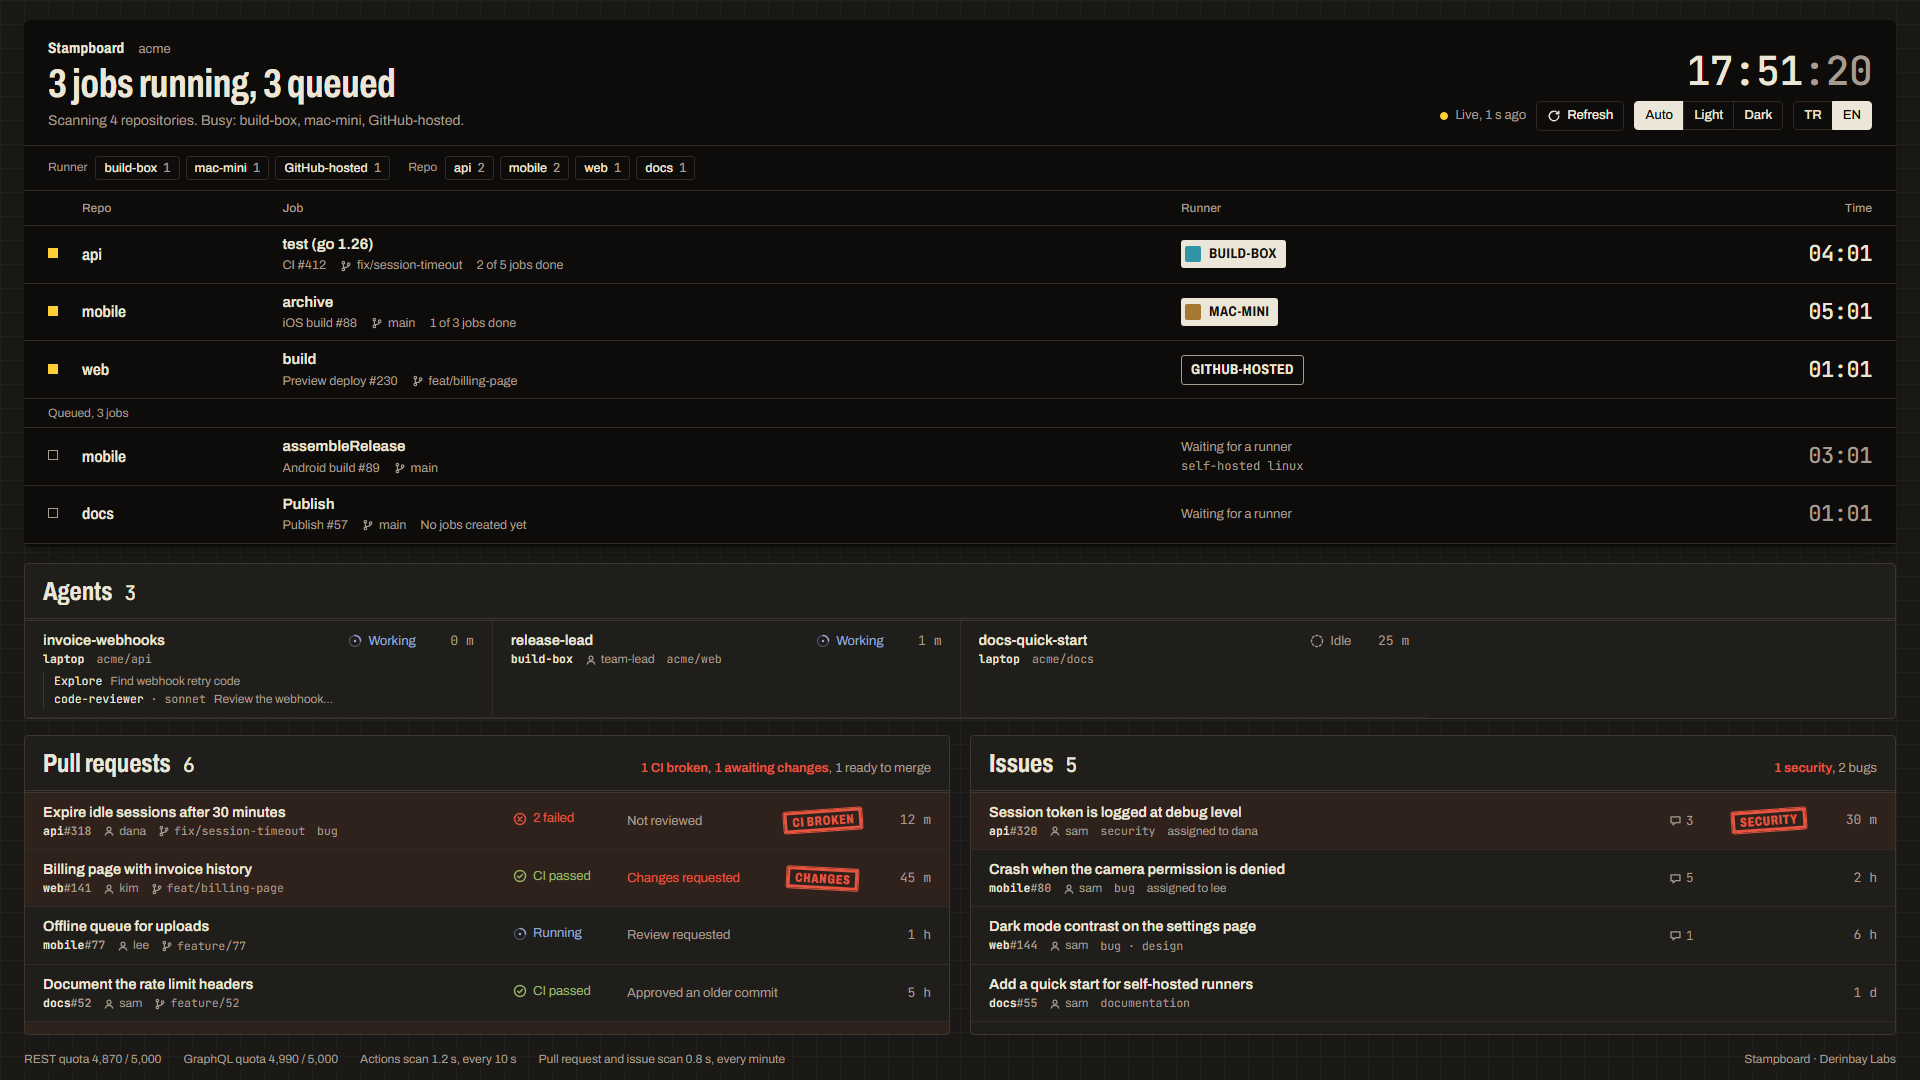 Stampboard acme
3 jobs running, 3 queued
Scanning 4 repositories. Busy: build-box, mac-mini, GitHub-hosted.
17:51:20
Live, 1 s ago Refresh Auto Light Dark TR EN
Runner build-box 1 mac-mini 1 GitHub-hosted 1 Repo api 2 mobile 2 web 1 docs 1
Repo Job Runner Time
api test (go 1.26) BUILD-BOX 04:01
CI #412 fix/session-timeout 2 of 5 jobs done
mobile archive MAC-MINI 05:01
iOS build #88 main 1 of 3 jobs done
web build GITHUB-HOSTED 01:01
Preview deploy #230 feat/billing-page
Queued, 3 jobs
mobile assembleRelease Waiting for a runner 03:01
Android build #89 main self-hosted linux
docs Publish Waiting for a runner 01:01
Publish #57 main No jobs created yet
Agents 3
invoice-webhooks Working 0 m
laptop acme/api
Explore Find webhook retry code
code-reviewer · sonnet Review the webhook...
release-lead Working 1 m
build-box team-lead acme/web
docs-quick-start Idle 25 m
laptop acme/docs
Pull requests 6 1 CI broken, 1 awaiting changes, 1 ready to merge
Expire idle sessions after 30 minutes 2 failed Not reviewed CI BROKEN 12 m
api#318 dana fix/session-timeout bug
Billing page with invoice history CI passed Changes requested CHANGES 45 m
web#141 kim feat/billing-page
Offline queue for uploads Running Review requested 1 h
mobile#77 lee feature/77
Document the rate limit headers CI passed Approved an older commit 5 h
docs#52 sam feature/52
Issues 5 1 security, 2 bugs
Session token is logged at debug level 3 SECURITY 30 m
api#320 sam security assigned to dana
Crash when the camera permission is denied 5 2 h
mobile#80 sam bug assigned to lee
Dark mode contrast on the settings page 1 6 h
web#144 sam bug · design
Add a quick start for self-hosted runners 1 d
docs#55 sam documentation
REST quota 4,870 / 5,000 GraphQL quota 4,990 / 5,000 Actions scan 1.2 s, every 10 s Pull request and issue scan 0.8 s, every minute Stampboard · Derinbay Labs